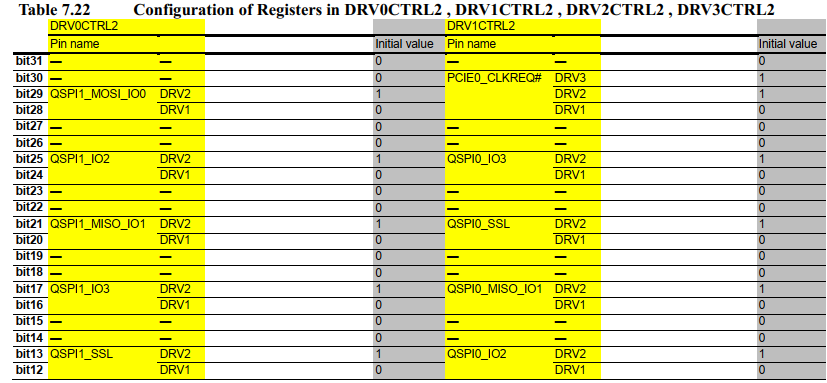 Table 7.22 Configuration of Registers in DRV0CTRL2 , DRV1CTRL2 , DRV2CTRL2 , DRV3CTRL2
DRV0CTRL2 DRV1CTRL2
Pin name Initial value Pin name Initial value
bit31 — — 0 — — 0
bit30 — — 0 PCIE0_CLKREQ# DRV3 1
bit29 QSPI1_MOSI_IO0 DRV2 1 DRV2 1
bit28 DRV1 0 DRV1 0
bit27 — — 0 — — 0
bit26 — — 0 — — 0
bit25 QSPI1_IO2 DRV2 1 QSPI0_IO3 DRV2 1
bit24 DRV1 0 DRV1 0
bit23 — — 0 — — 0
bit22 — — 0 — — 0
bit21 QSPI1_MISO_IO1 DRV2 1 QSPI0_SSL DRV2 1
bit20 DRV1 0 DRV1 0
bit19 — — 0 — — 0
bit18 — — 0 — — 0
bit17 QSPI1_IO3 DRV2 1 QSPI0_MISO_IO1 DRV2 1
bit16 DRV1 0 DRV1 0
bit15 — — 0 — — 0
bit14 — — 0 — — 0
bit13 QSPI1_SSL DRV2 1 QSPI0_IO2 DRV2 1
bit12 DRV1 0 DRV1 0